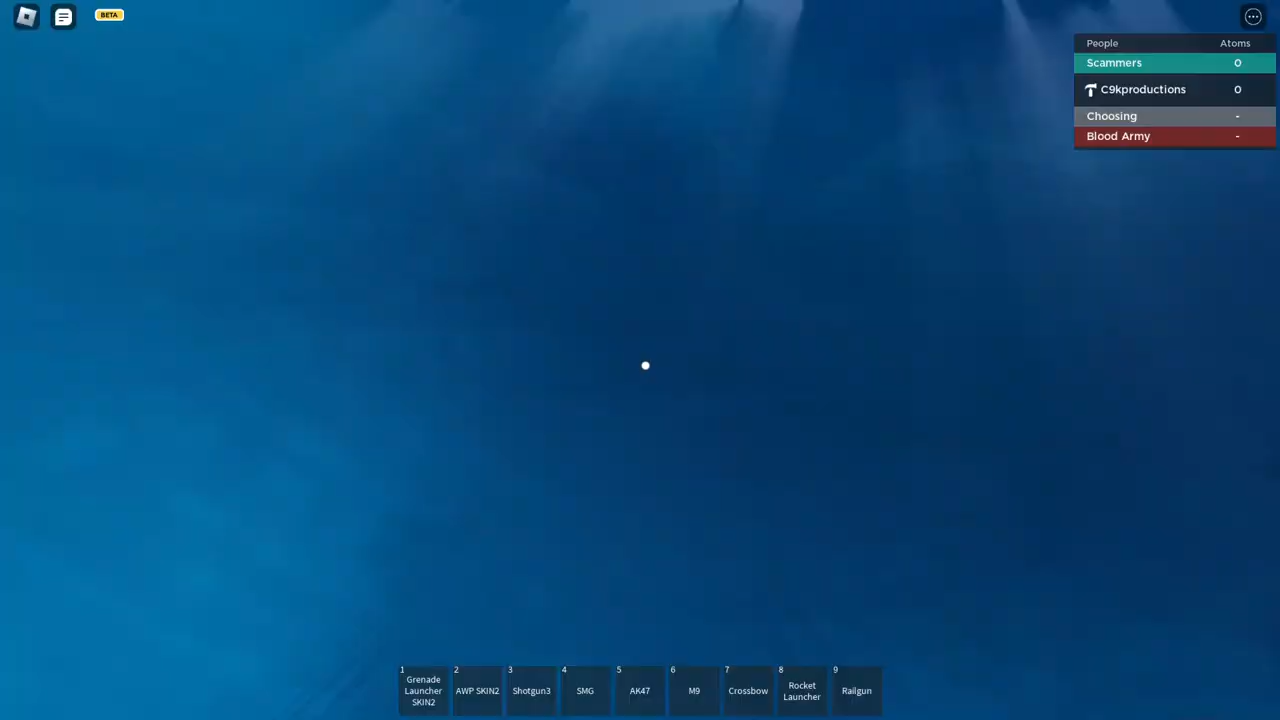 BETA
People Atoms
Scammers 0
C9kproductions 0
Choosing -
Blood Army -
1 2 3 4 5 6 7 8 9
Grenade Launcher SKIN2
AWP SKIN2
Shotgun3
SMG
AK47
M9
Crossbow
Rocket Launcher
Railgun